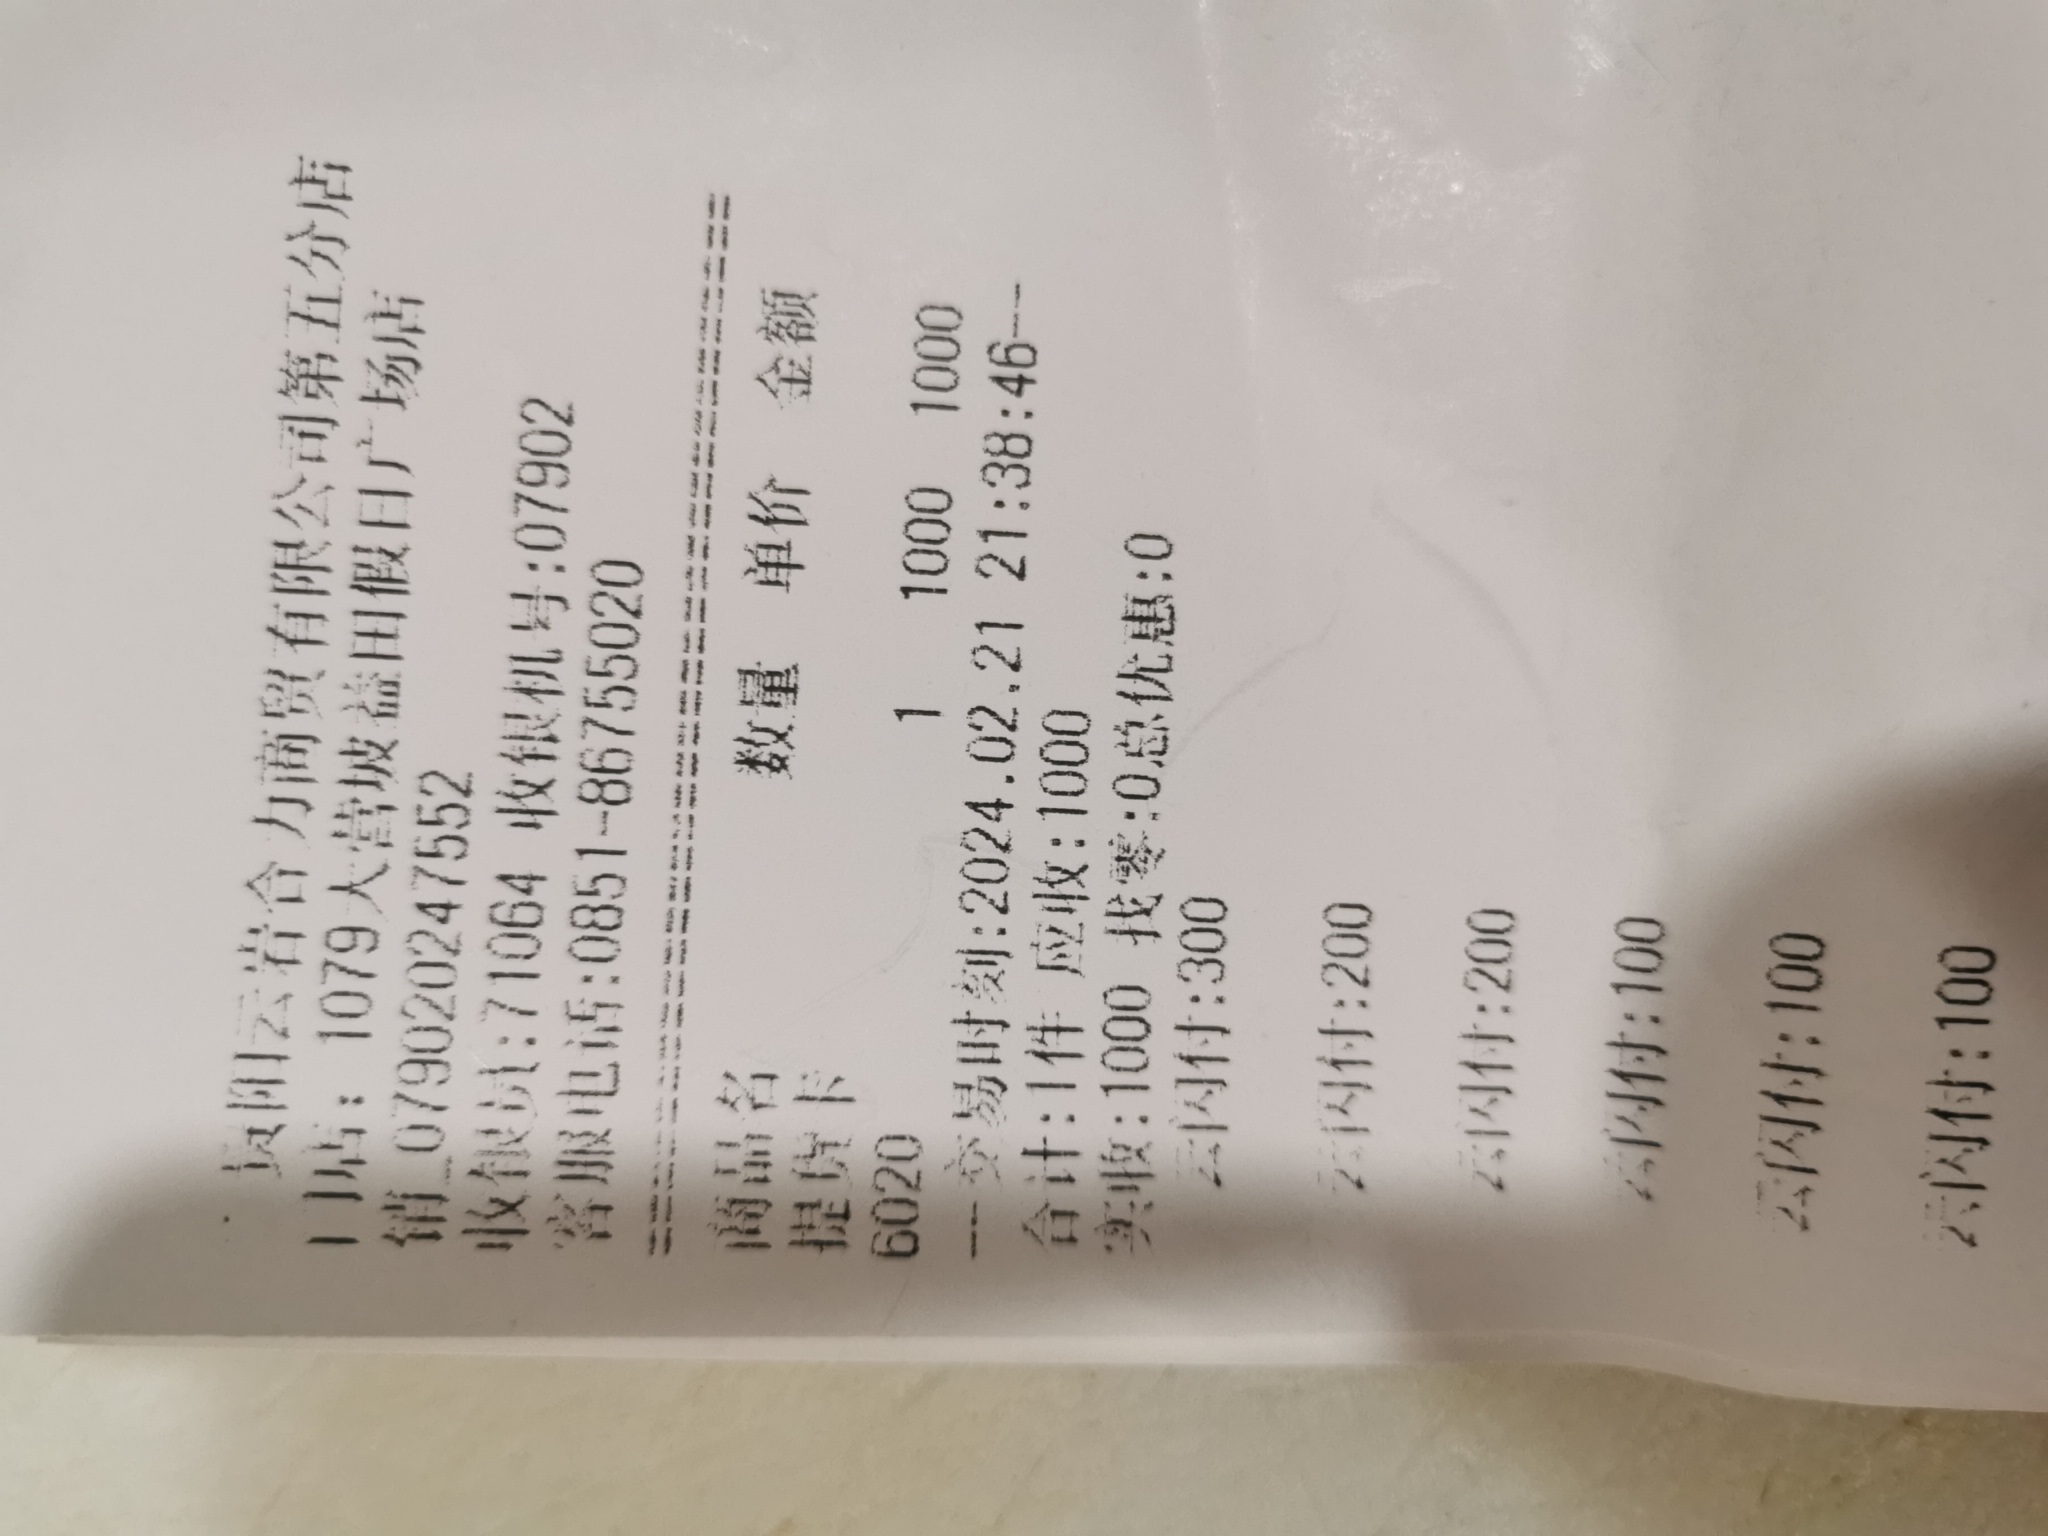 贵阳云岩合力商贸有限公司第五分店
门店: 1079大营坡益田假日广场店
销_079020247552
收银员:71064 收银机号:07902
客服电话:0851-86755020
================================
商品名 数量 单价 金额
提货卡
6020 1 1000 1000
--交易时刻:2024.02.21 21:38:46--
合计:1件 应收:1000
实收:1000 找零:0总优惠:0
云闪付:300
云闪付:200
云闪付:200
云闪付:100
云闪付:100
云闪付:100